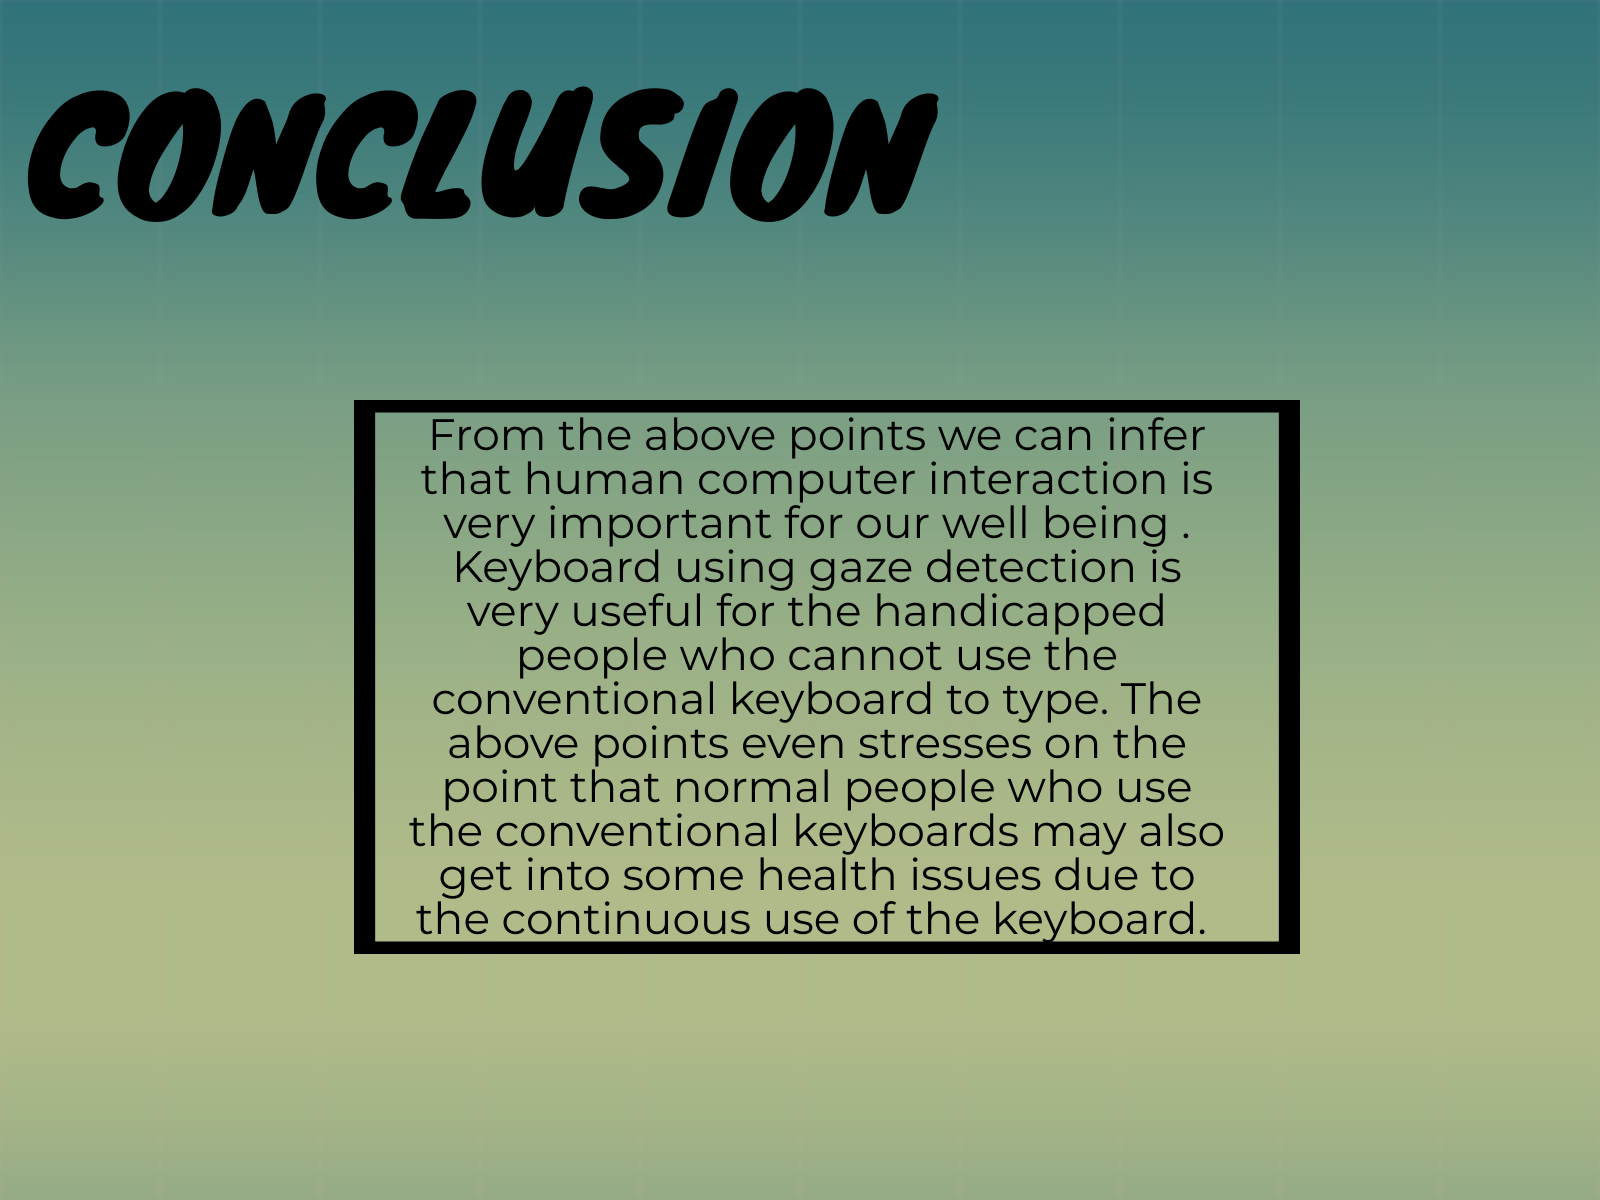 CONCLUSION
From the above points we can infer
that human computer interaction is
very important for our well being .
Keyboard using gaze detection is
very useful for the handicapped
people who cannot use the
conventional keyboard to type. The
above points even stresses on the
point that normal people who use
the conventional keyboards may also
get into some health issues due to
the continuous use of the keyboard.